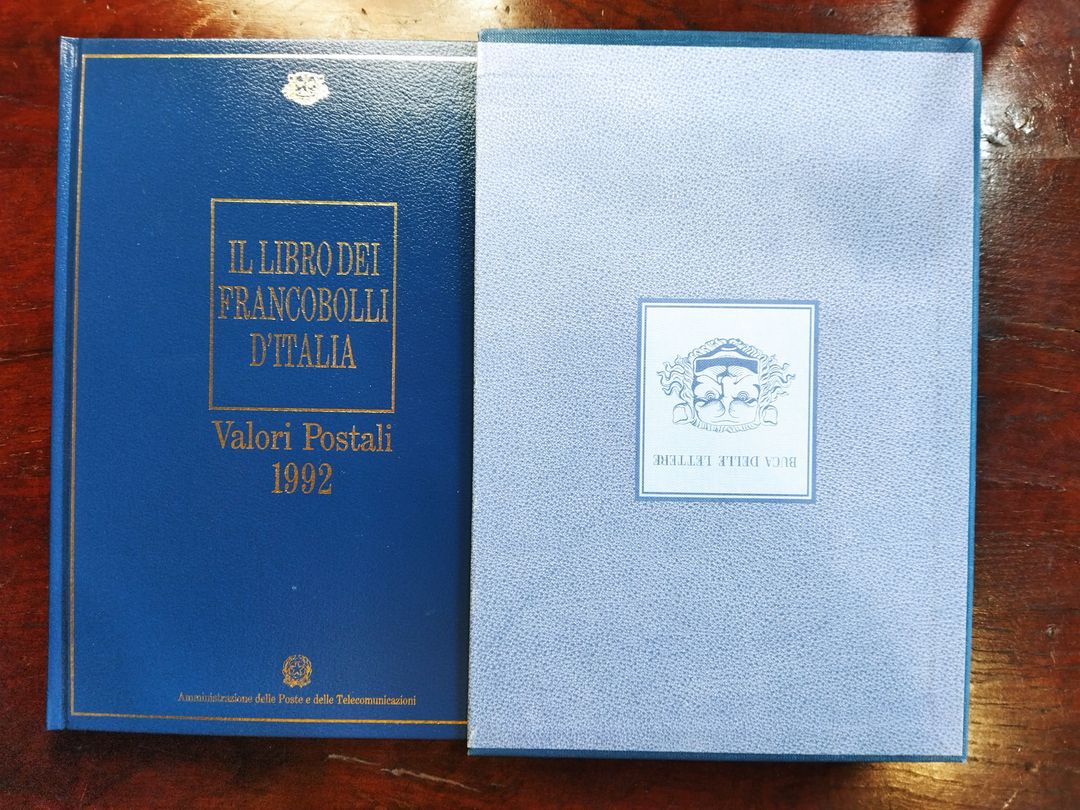 IL LIBRO DEI
FRANCOBOLLI
D'ITALIA
Valori Postali
1992
Amministrazione delle Poste e delle Telecomunicazioni
BUCA DELLE LETTERE